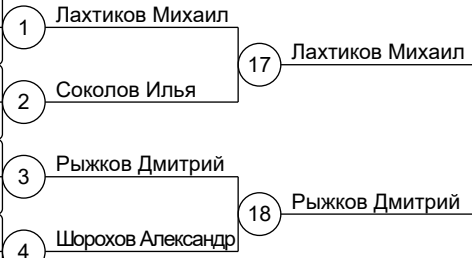 1
Лахтиков Михаил
17
Лахтиков Михаил
2
Соколов Илья
3
Рыжков Дмитрий
18
Рыжков Дмитрий
4
Шорохов Александр